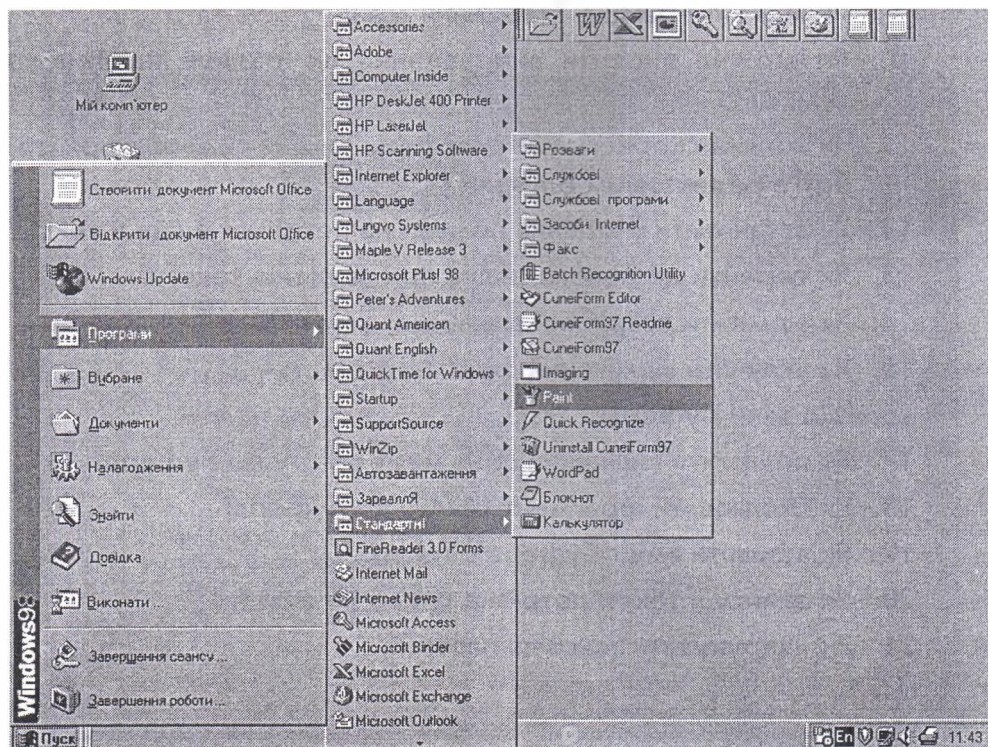 Мій комп'ютер
Створити документ Microsoft Office
Відкрити документ Microsoft Office
Windows Update
Програми
Вибране
Документи
Налагодження
Знайти
Довідка
Виконати ...
Завершення сеансу ...
Завершення роботи ...
Windows98
Пуск
Accessories
Adobe
Computer Inside
HP DeskJet 400 Printer
HP LaserJet
HP Scanning Software
Internet Explorer
Language
Lingvo Systems
Maple V Release 3
Microsoft Plus! 98
Peter's Adventures
Quant American
Quant English
QuickTime for Windows
Startup
SupportSource
WinZip
Автозавантаження
ЗареаллЯ
Стандартні
FineReader 3.0 Forms
Internet Mail
Internet News
Microsoft Access
Microsoft Binder
Microsoft Excel
Microsoft Exchange
Microsoft Outlook
Розваги
Службові
Службові програми
Засоби Internet
Факс
Batch Recognition Utility
CuneiForm Editor
CuneiForm97 Readme
CuneiForm97
Imaging
Paint
Quick Recognize
Uninstall CuneiForm97
WordPad
Блокнот
Калькулятор
En
11:43